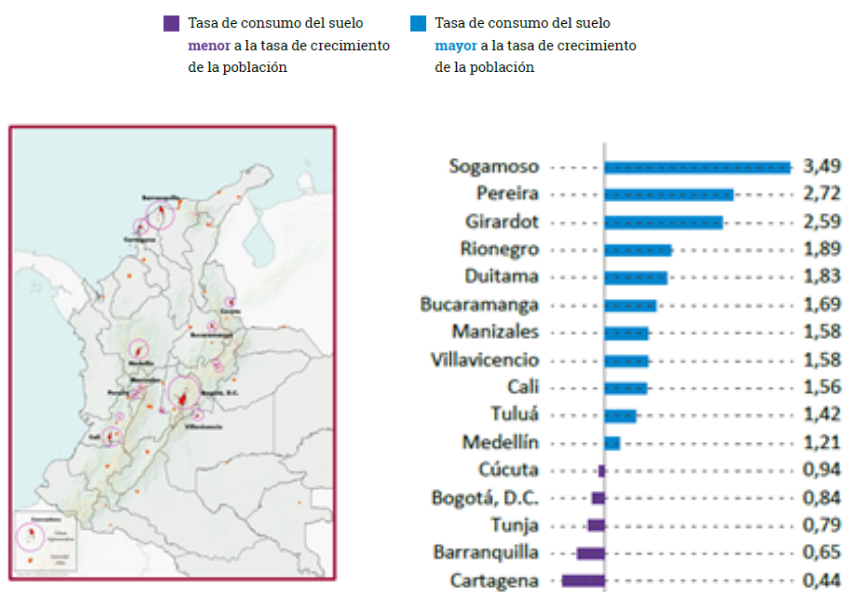 Tasa de consumo del suelo
menor a la tasa de crecimiento
de la población
Tasa de consumo del suelo
mayor a la tasa de crecimiento
de la población
Barranquilla
Cartagena
Cúcuta
Bucaramanga
Medellín
Manizales
Pereira
Bogotá, D.C.
Villavicencio
Cali
Sogamoso 3,49
Pereira 2,72
Girardot 2,59
Rionegro 1,89
Duitama 1,83
Bucaramanga 1,69
Manizales 1,58
Villavicencio 1,58
Cali 1,56
Tuluá 1,42
Medellín 1,21
Cúcuta 0,94
Bogotá, D.C. 0,84
Tunja 0,79
Barranquilla 0,65
Cartagena 0,44